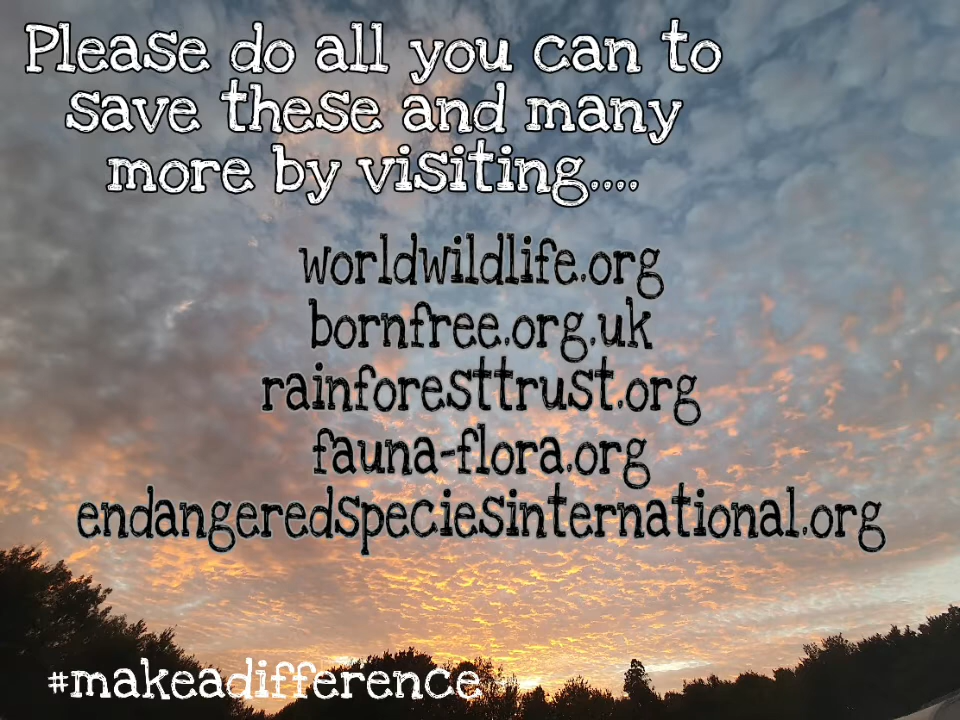 Please do all you can to
save these and many
more by visiting....
worldwildlife.org
bornfree.org.uk
rainforesttrust.org
fauna-flora.org
endangeredspeciesinternational.org
#makeadifference